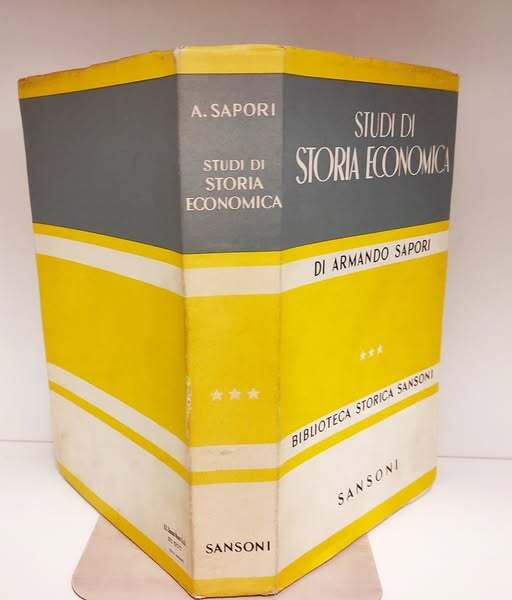 A. SAPORI
STUDI DI
STORIA
ECONOMICA
★★★
SANSONI
STUDI DI
STORIA ECONOMICA
DI ARMANDO SAPORI
★★★
BIBLIOTECA STORICA SANSONI
SANSONI